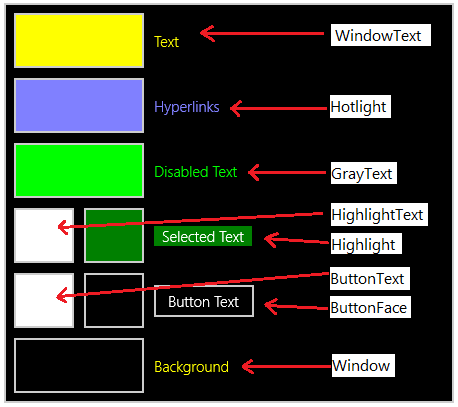 Text
WindowText
Hyperlinks
Hotlight
Disabled Text
GrayText
HighlightText
Selected Text
Highlight
ButtonText
Button Text
ButtonFace
Background
Window